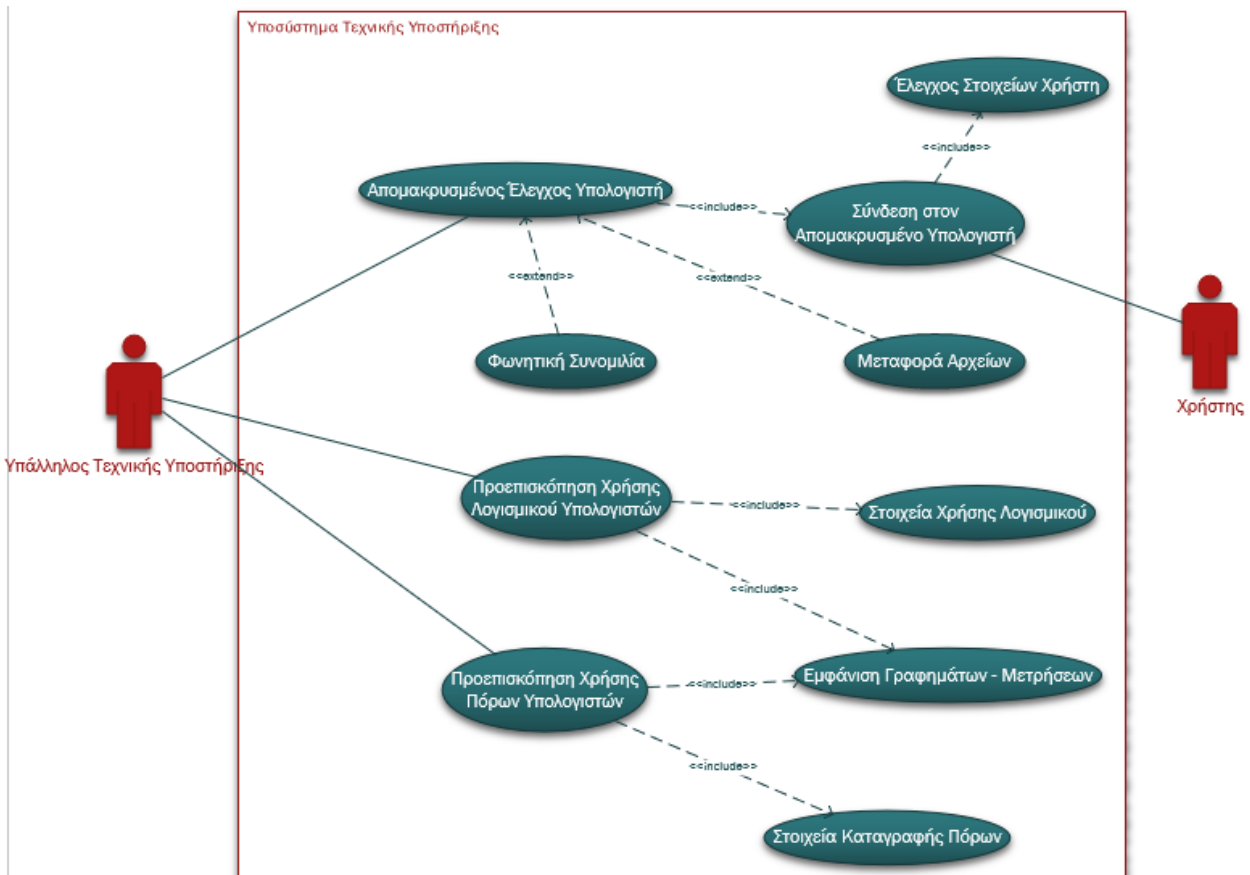 Υποσύστημα Τεχνικής Υποστήριξης
Έλεγχος Στοιχείων Χρήστη
<<include>>
Απομακρυσμένος Έλεγχος Υπολογιστή
<<include>>
Σύνδεση στον
Απομακρυσμένο Υπολογιστή
<<extend>>
<<extend>>
Φωνητική Συνομιλία
Μεταφορά Αρχείων
Χρήστης
Υπάλληλος Τεχνικής Υποστήριξης
Προεπισκόπηση Χρήσης
Λογισμικού Υπολογιστών
<<include>>
Στοιχεία Χρήσης Λογισμικού
<<include>>
Προεπισκόπηση Χρήσης
Πόρων Υπολογιστών
<<include>>
Εμφάνιση Γραφημάτων - Μετρήσεων
<<include>>
Στοιχεία Καταγραφής Πόρων